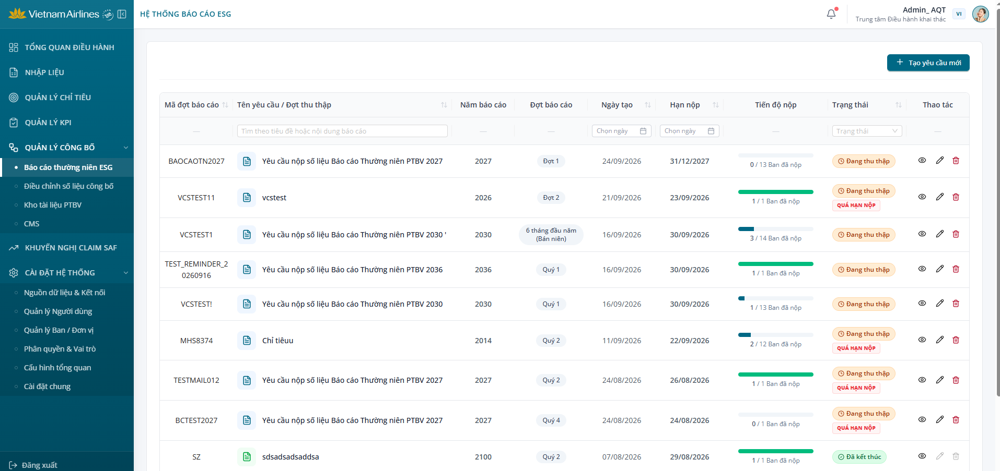 Vietnam Airlines
HỆ THỐNG BÁO CÁO ESG
Admin_ AQT
Trung tâm Điều hành khai thác
VI
TỔNG QUAN ĐIỀU HÀNH
NHẬP LIỆU
QUẢN LÝ CHỈ TIÊU
QUẢN LÝ KPI
QUẢN LÝ CÔNG BỐ
Báo cáo thường niên ESG
Điều chỉnh số liệu công bố
Kho tài liệu PTBV
CMS
KHUYẾN NGHỊ CLAIM SAF
CÀI ĐẶT HỆ THỐNG
Nguồn dữ liệu & Kết nối
Quản lý Người dùng
Quản lý Ban / Đơn vị
Phân quyền & Vai trò
Cấu hình tổng quan
Cài đặt chung
Đăng xuất
+ Tạo yêu cầu mới
Mã đợt báo cáo Tên yêu cầu / Đợt thu thập Năm báo cáo Đợt báo cáo Ngày tạo Hạn nộp Tiến độ nộp Trạng thái Thao tác
— Tìm theo tiêu đề hoặc nội dung báo cáo — — Chọn ngày Chọn ngày — Trạng thái —
BAOCAOTN2027 Yêu cầu nộp số liệu Báo cáo Thường niên PTBV 2027 2027 Đợt 1 24/09/2026 31/12/2027 0 / 13 Ban đã nộp Đang thu thập
VCSTEST11 vcstest 2026 Đợt 2 21/09/2026 23/09/2026 1 / 1 Ban đã nộp Đang thu thập
QUÁ HẠN NỘP
VCSTEST1 Yêu cầu nộp số liệu Báo cáo Thường niên PTBV 2030 ' 2030 6 tháng đầu năm
(Bán niên) 16/09/2026 30/09/2026 3 / 14 Ban đã nộp Đang thu thập
TEST_REMINDER_2
0260916 Yêu cầu nộp số liệu Báo cáo Thường niên PTBV 2036 2036 Quý 1 16/09/2026 30/09/2026 1 / 1 Ban đã nộp Đang thu thập
VCSTEST! Yêu cầu nộp số liệu Báo cáo Thường niên PTBV 2030 2030 Quý 1 16/09/2026 30/09/2026 1 / 13 Ban đã nộp Đang thu thập
MHS8374 Chỉ tiêuu 2014 Quý 2 11/09/2026 22/09/2026 2 / 12 Ban đã nộp Đang thu thập
QUÁ HẠN NỘP
TESTMAIL012 Yêu cầu nộp số liệu Báo cáo Thường niên PTBV 2027 2027 Quý 2 24/08/2026 26/08/2026 1 / 1 Ban đã nộp Đang thu thập
QUÁ HẠN NỘP
BCTEST2027 Yêu cầu nộp số liệu Báo cáo Thường niên PTBV 2027 2027 Quý 4 24/08/2026 24/08/2026 0 / 1 Ban đã nộp Đang thu thập
QUÁ HẠN NỘP
SZ sdsadsadsaddsa 2100 Quý 2 07/08/2026 29/08/2026 1 / 1 Ban đã nộp Đã kết thúc